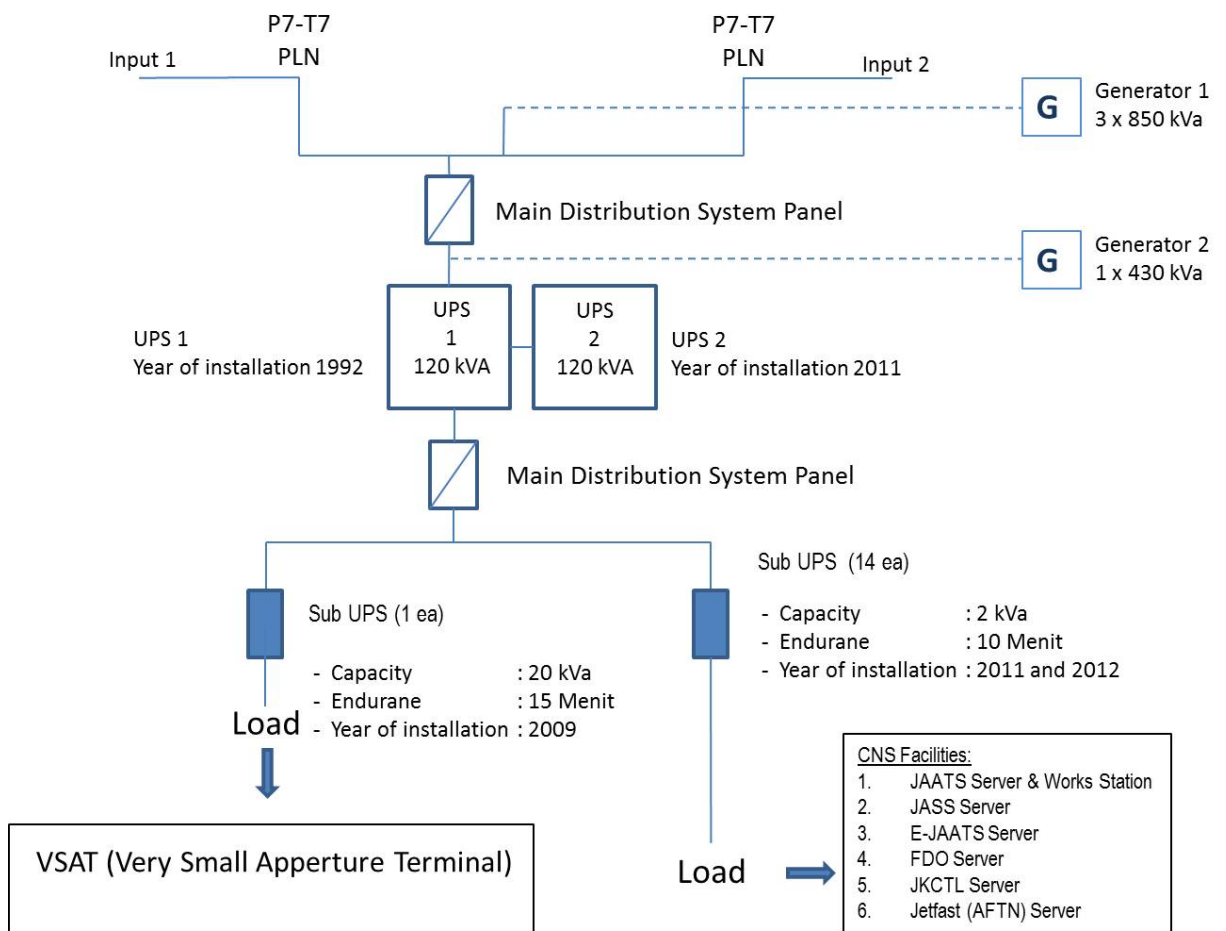 P7-T7
PLN
Input 1
P7-T7
PLN
Input 2
G
Generator 1
3 x 850 kVa
Main Distribution System Panel
G
Generator 2
1 x 430 kVa
UPS 1
Year of installation 1992
UPS
1
120 kVA
UPS
2
120 kVA
UPS 2
Year of installation 2011
Main Distribution System Panel
Sub UPS (1 ea)
- Capacity : 20 kVa
- Endurane : 15 Menit
- Year of installation : 2009
Load
VSAT (Very Small Apperture Terminal)
Sub UPS (14 ea)
- Capacity : 2 kVa
- Endurane : 10 Menit
- Year of installation : 2011 and 2012
Load
CNS Facilities:
1. JAATS Server & Works Station
2. JASS Server
3. E-JAATS Server
4. FDO Server
5. JKCTL Server
6. Jetfast (AFTN) Server